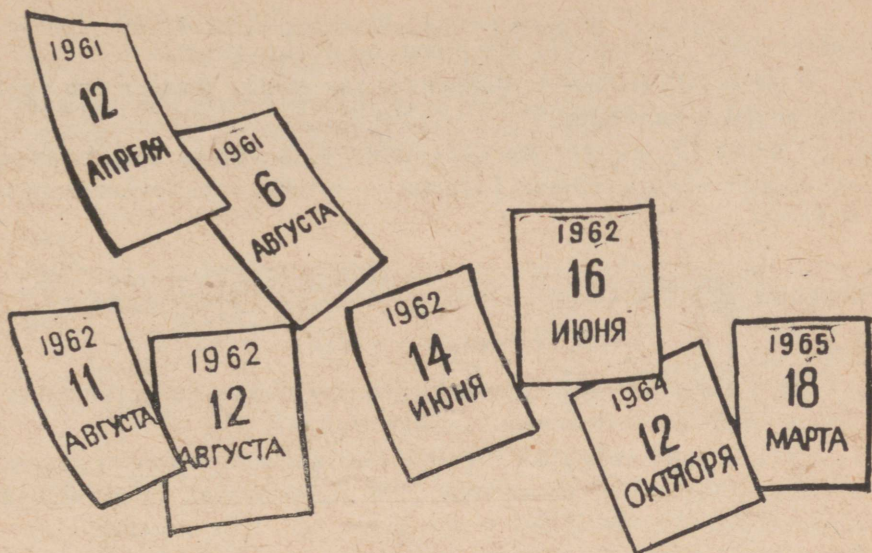 1961
12
АПРЕЛЯ
1961
6
АВГУСТА
1962
11
АВГУСТА
1962
12
АВГУСТА
1962
14
ИЮНЯ
1962
16
ИЮНЯ
1964
12
ОКТЯБРЯ
1965
18
МАРТА